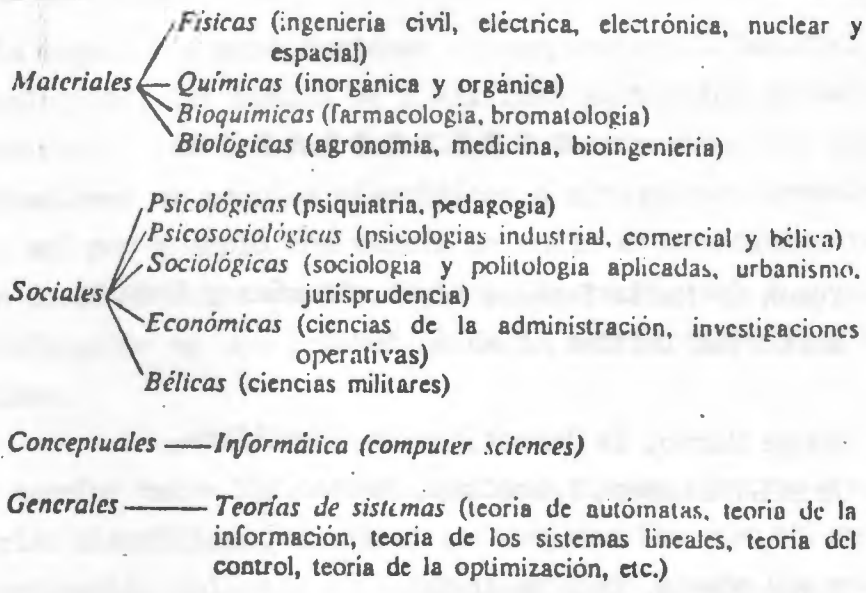 Físicas (ingeniería civil, eléctrica, electrónica, nuclear y
espacial)
Materiales Químicas (inorgánica y orgánica)
Bioquímicas (farmacología, bromatología)
Biológicas (agronomía, medicina, bioingeniería)
Psicológicas (psiquiatría, pedagogía)
Psicosociológicas (psicologías industrial, comercial y bélica)
Sociológicas (sociología y politología aplicadas, urbanismo,
Sociales jurisprudencia)
Económicas (ciencias de la administración, investigaciones
operativas)
Bélicas (ciencias militares)
Conceptuales — Informática (computer sciences)
Generales — Teorías de sistemas (teoría de autómatas, teoría de la
información, teoría de los sistemas lineales, teoría del
control, teoría de la optimización, etc.)